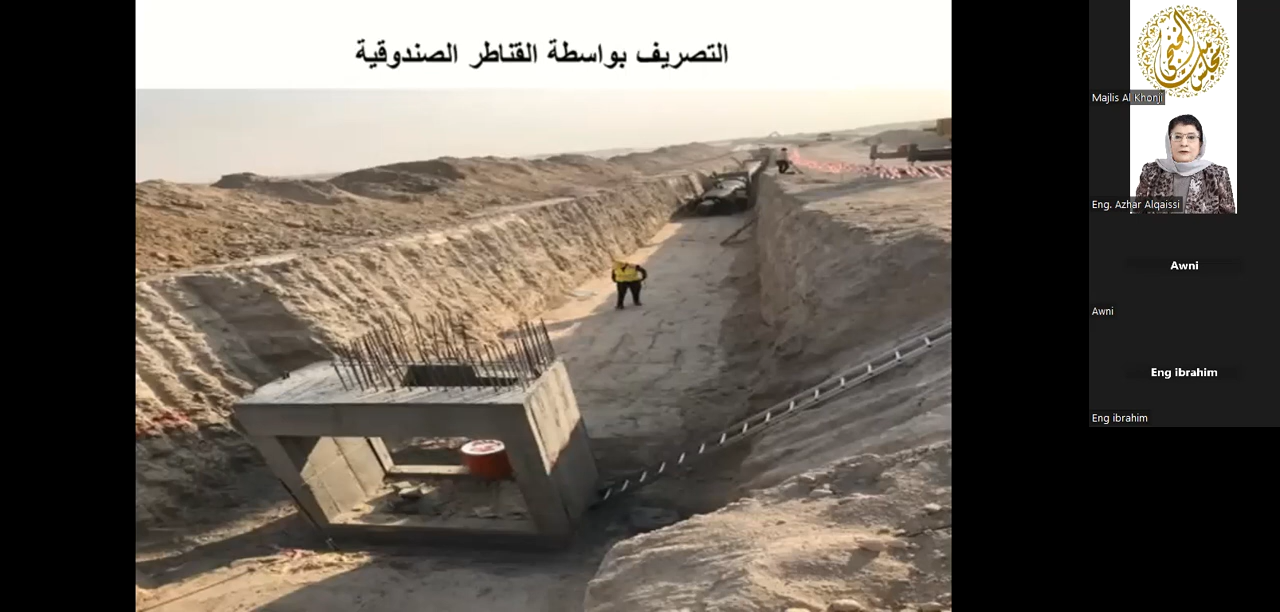 التصريف بواسطة القناطر الصندوقية
Majlis Al Khonji
Eng. Azhar Alqaissi
Awni
Awni
Eng ibrahim
Eng ibrahim